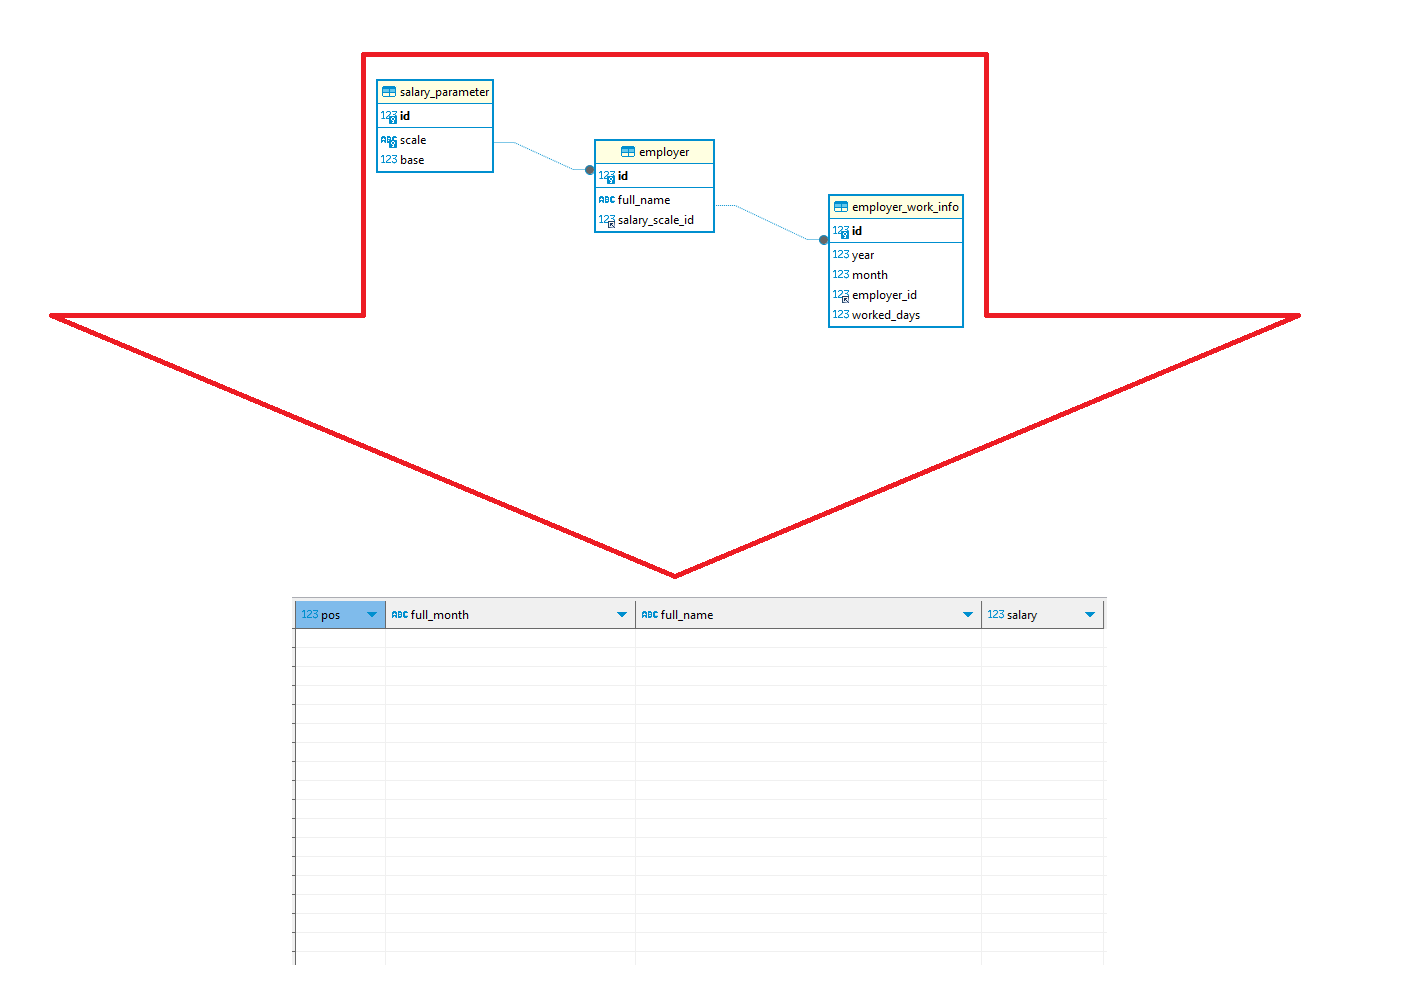 salary_parameter
123 id
ABC scale
123 base
employer
123 id
ABC full_name
123 salary_scale_id
employer_work_info
123 id
123 year
123 month
123 employer_id
123 worked_days
123 pos ABC full_month ABC full_name 123 salary